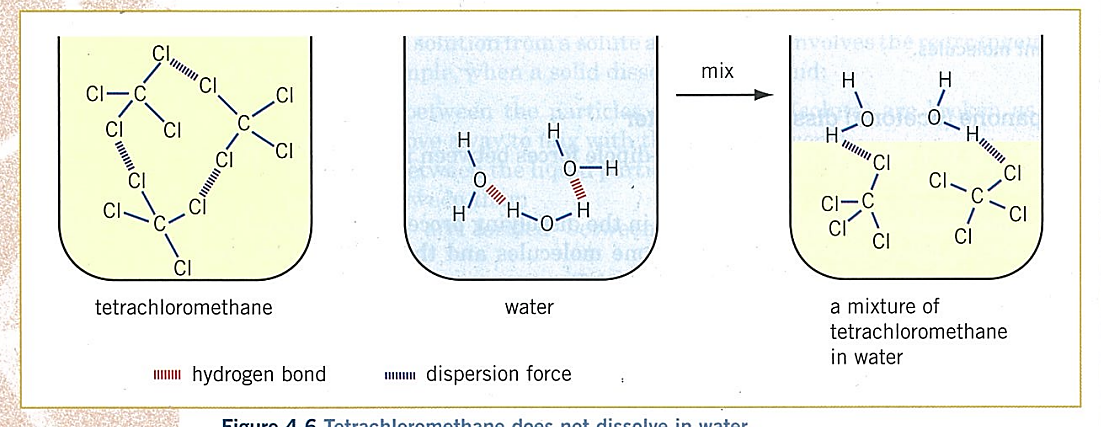 Cl
Cl
Cl C
Cl
Cl
Cl
C
Cl
Cl
Cl
Cl
Cl
C
Cl
tetrachloromethane
H
H
O H
O
H
H
H
O
water
mix
H
H
O
O
H
H
Cl
Cl
Cl
Cl
C
C
Cl
Cl
Cl
Cl
a mixture of
tetrachloromethane
in water
hydrogen bond
dispersion force
Figure 4.6 Tetrachloromethane does not dissolve in water